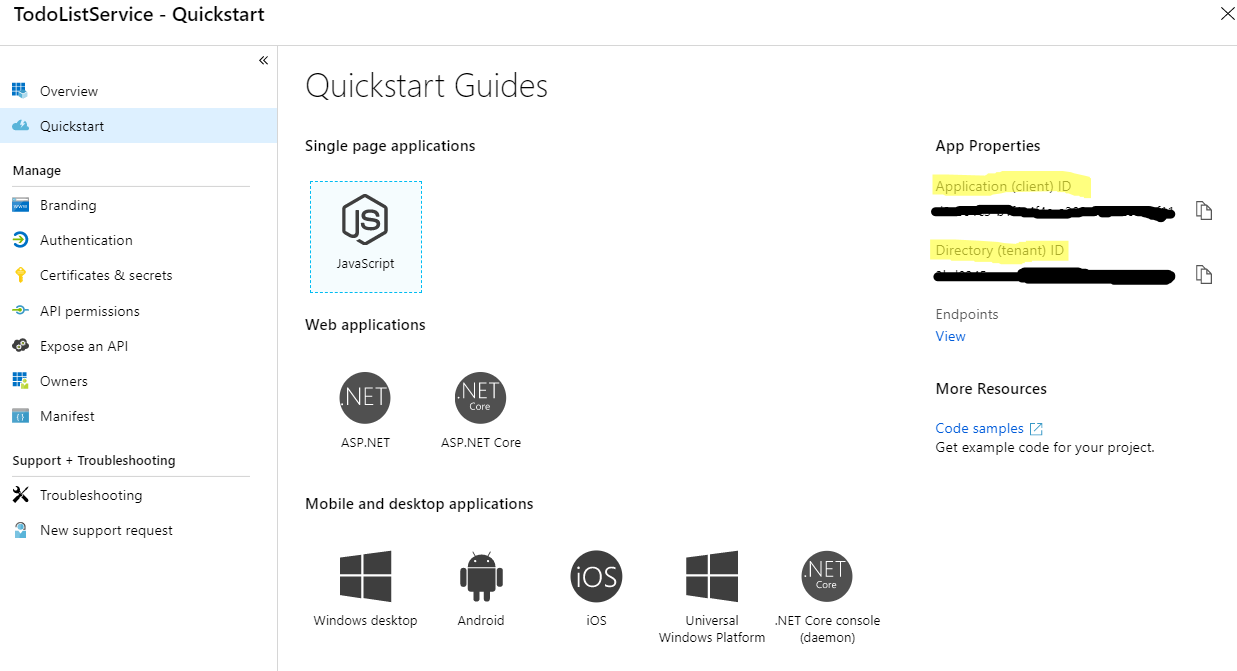 TodoListService - Quickstart
Overview
Quickstart
Manage
Branding
Authentication
Certificates & secrets
API permissions
Expose an API
Owners
Manifest
Support + Troubleshooting
Troubleshooting
New support request
Quickstart Guides
Single page applications
JS
JavaScript
Web applications
.NET
ASP.NET
.NET
Core
ASP.NET Core
Mobile and desktop applications
Windows desktop
Android
iOS
iOS
Universal
Windows Platform
.NET
Core
.NET Core console
(daemon)
App Properties
Application (client) ID
Directory (tenant) ID
Endpoints
View
More Resources
Code samples
Get example code for your project.